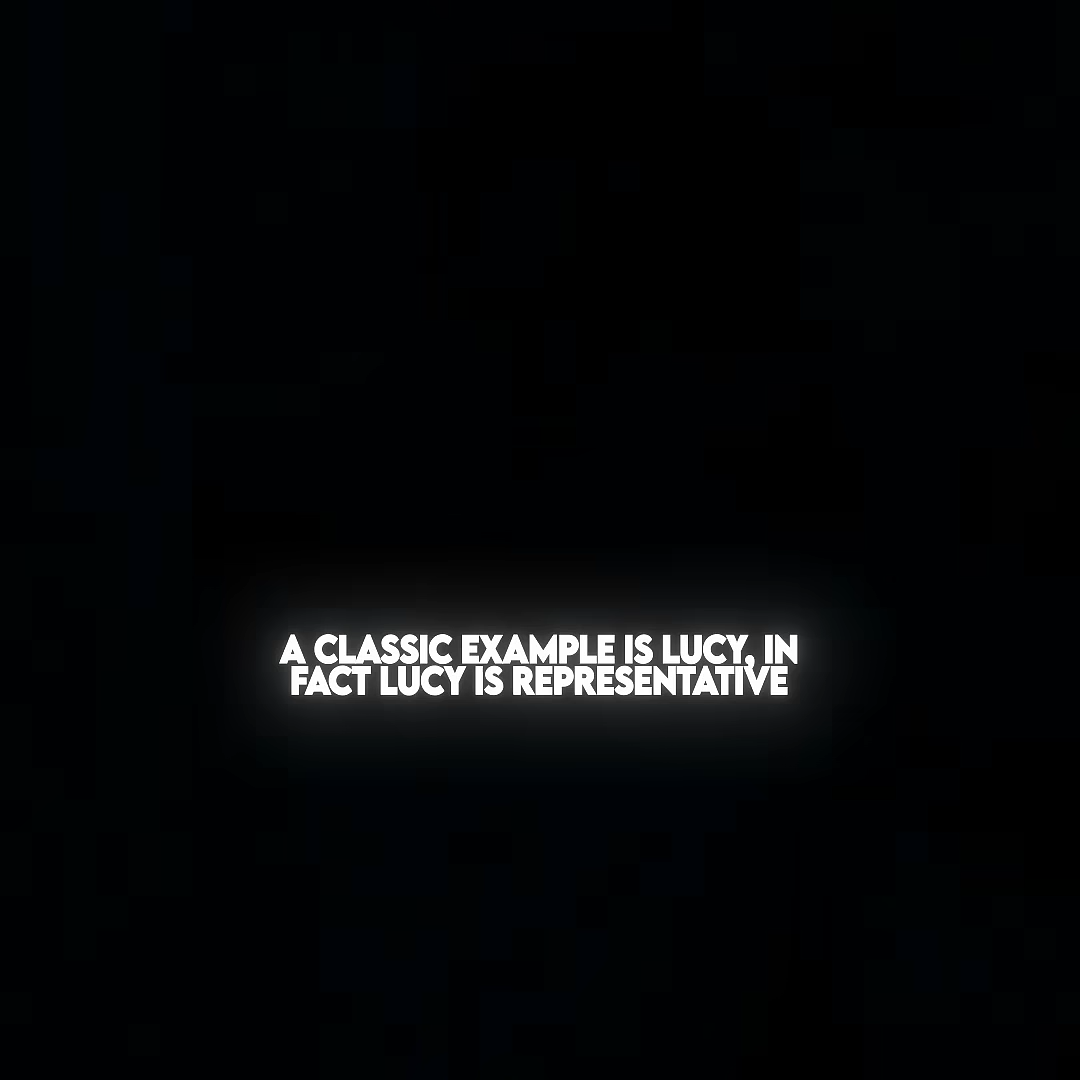 A CLASSIC EXAMPLE IS LUCY, IN
FACT LUCY IS REPRESENTATIVE